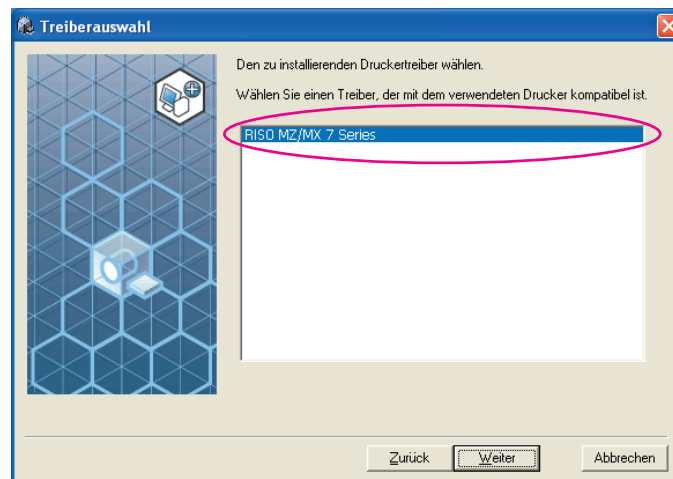 Treiberauswahl
Den zu installierenden Druckertreiber wählen.
Wählen Sie einen Treiber, der mit dem verwendeten Drucker kompatibel ist.
RISO MZ/MX 7 Series
Zurück Weiter Abbrechen